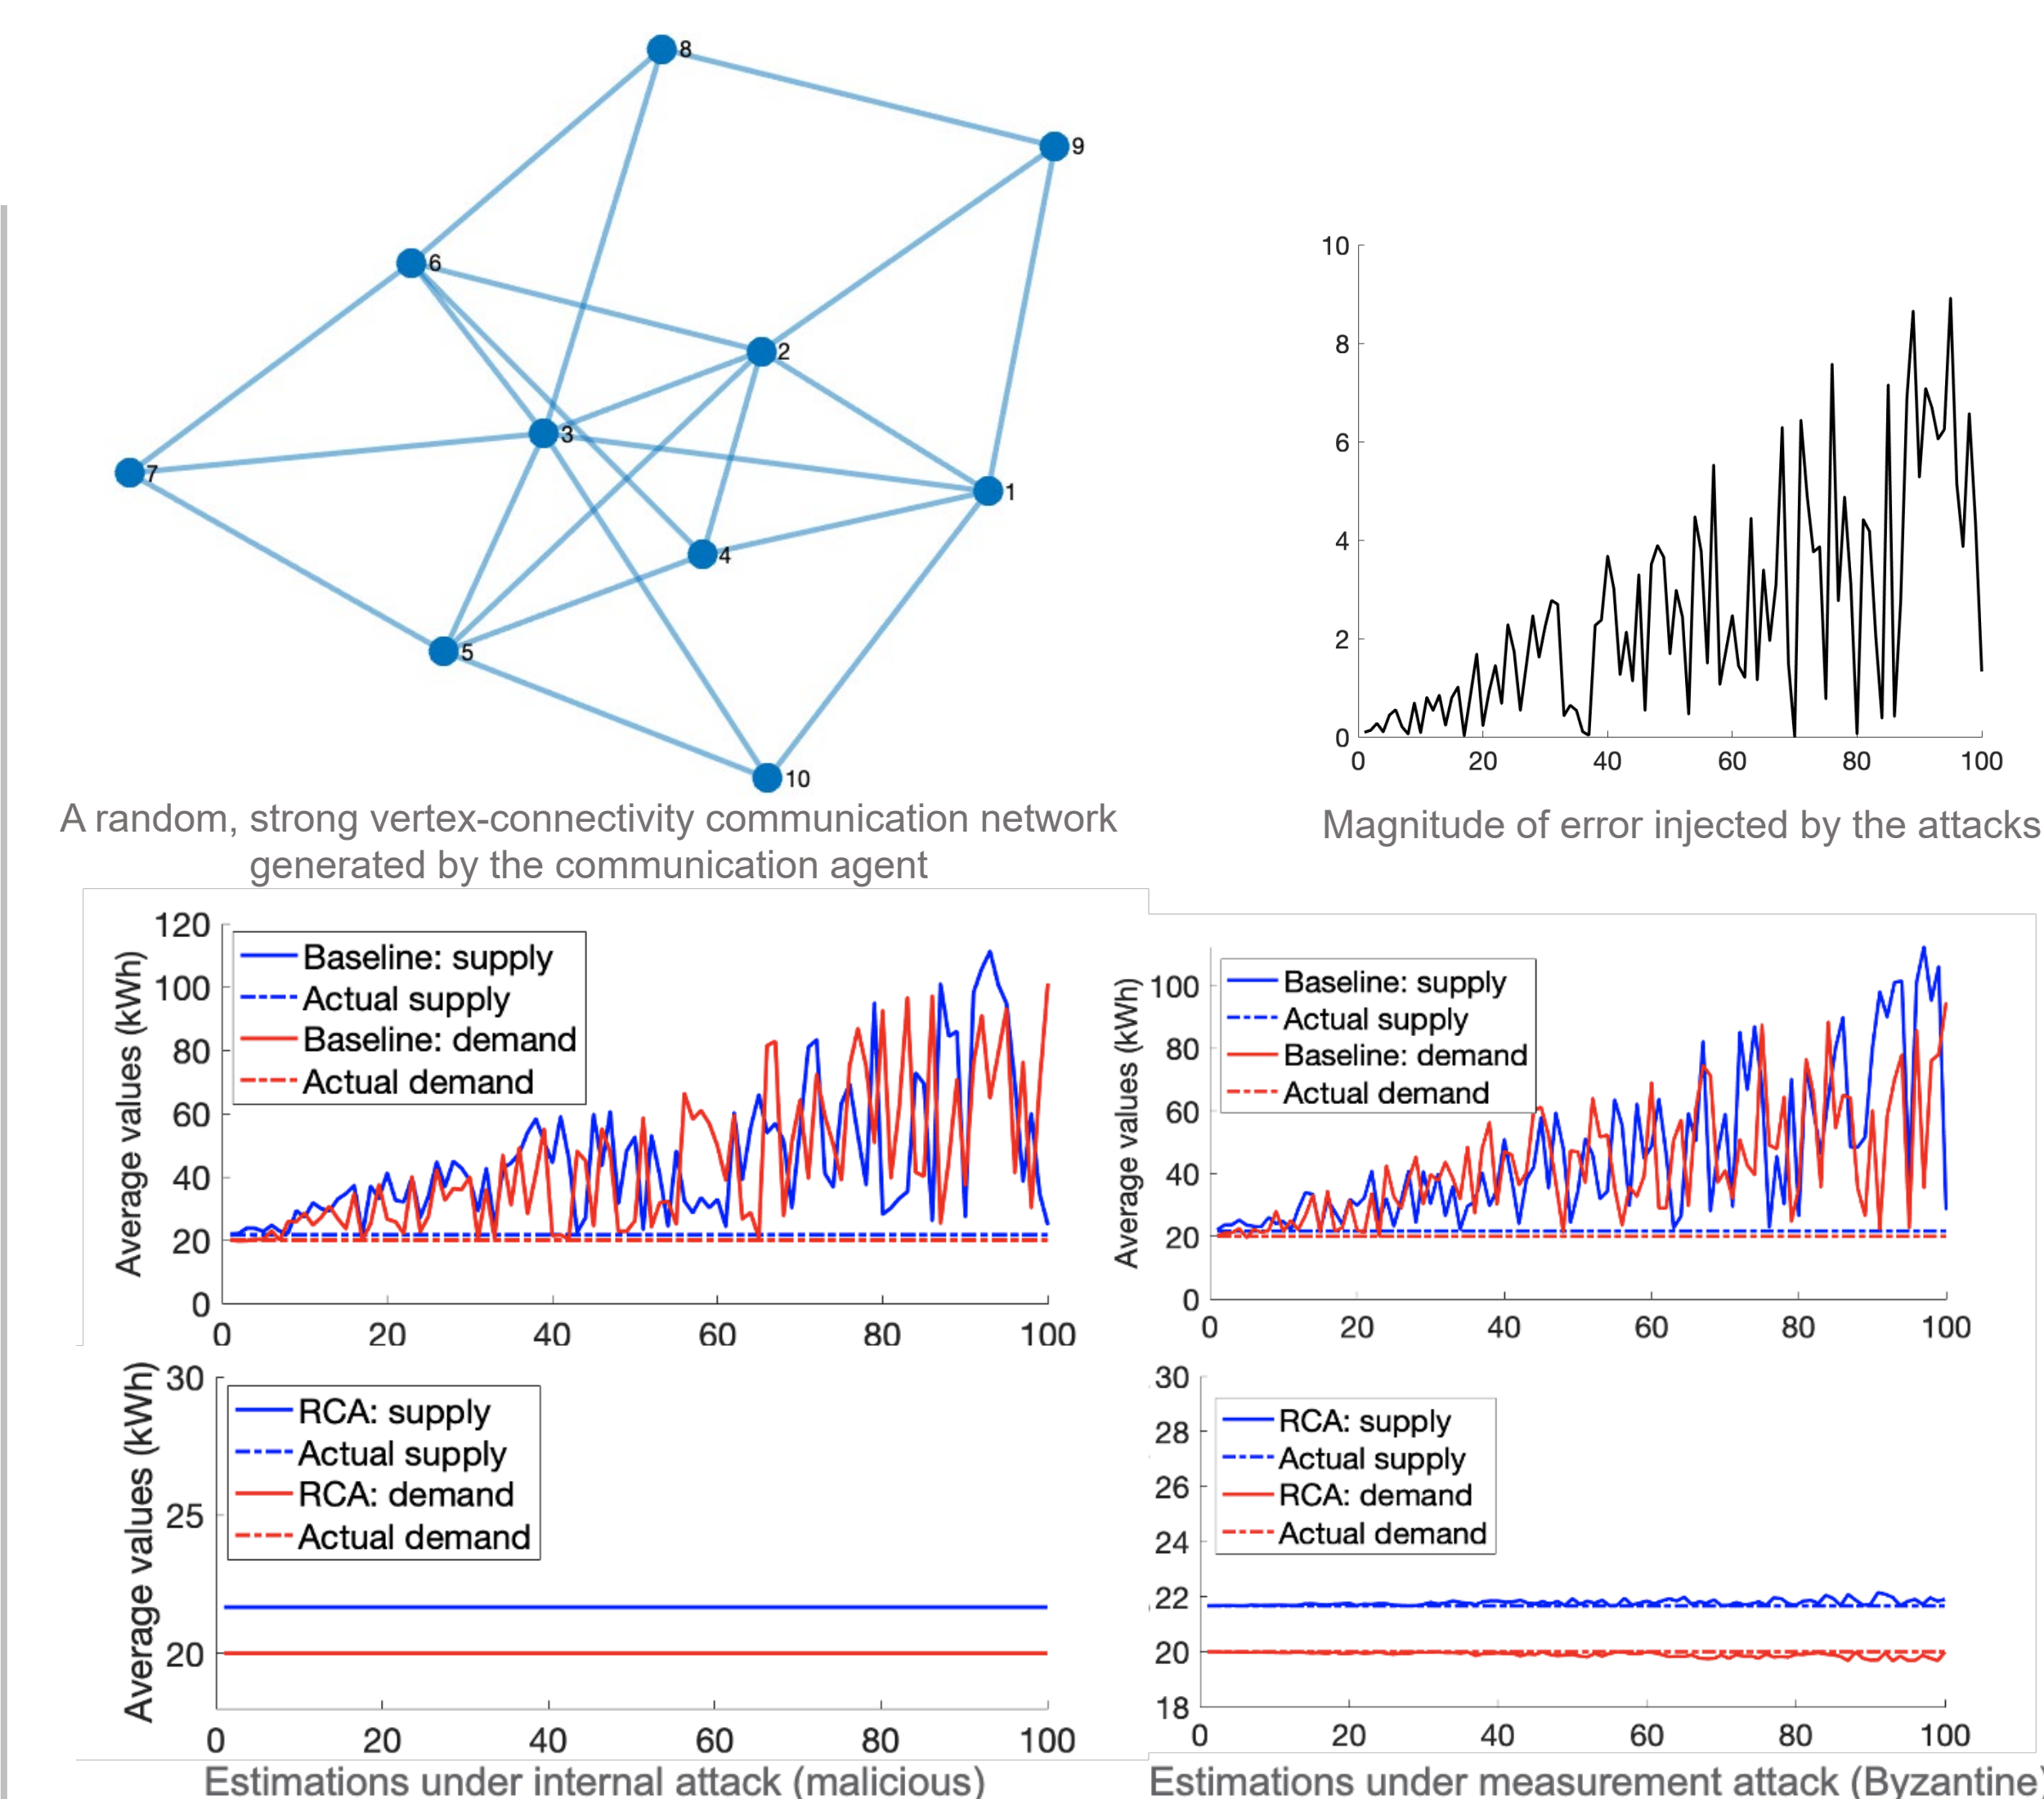 8
9
6
2
3
7
1
4
5
10
A random, strong vertex-connectivity communication network
generated by the communication agent
10
8
6
4
2
0
0 20 40 60 80 100
Magnitude of error injected by the attacks
Average values (kWh)
120
100
80
60
40
20
0
Baseline: supply
Actual supply
Baseline: demand
Actual demand
0 20 40 60 80 100
Average values (kWh)
100
80
60
40
20
0
Baseline: supply
Actual supply
Baseline: demand
Actual demand
0 20 40 60 80 100
Average values (kWh)
30
25
20
RCA: supply
Actual supply
RCA: demand
Actual demand
0 20 40 60 80 100
Estimations under internal attack (malicious)
30
28
26
24
22
20
18
RCA: supply
Actual supply
RCA: demand
Actual demand
0 20 40 60 80 100
Estimations under measurement attack (Byzantine)